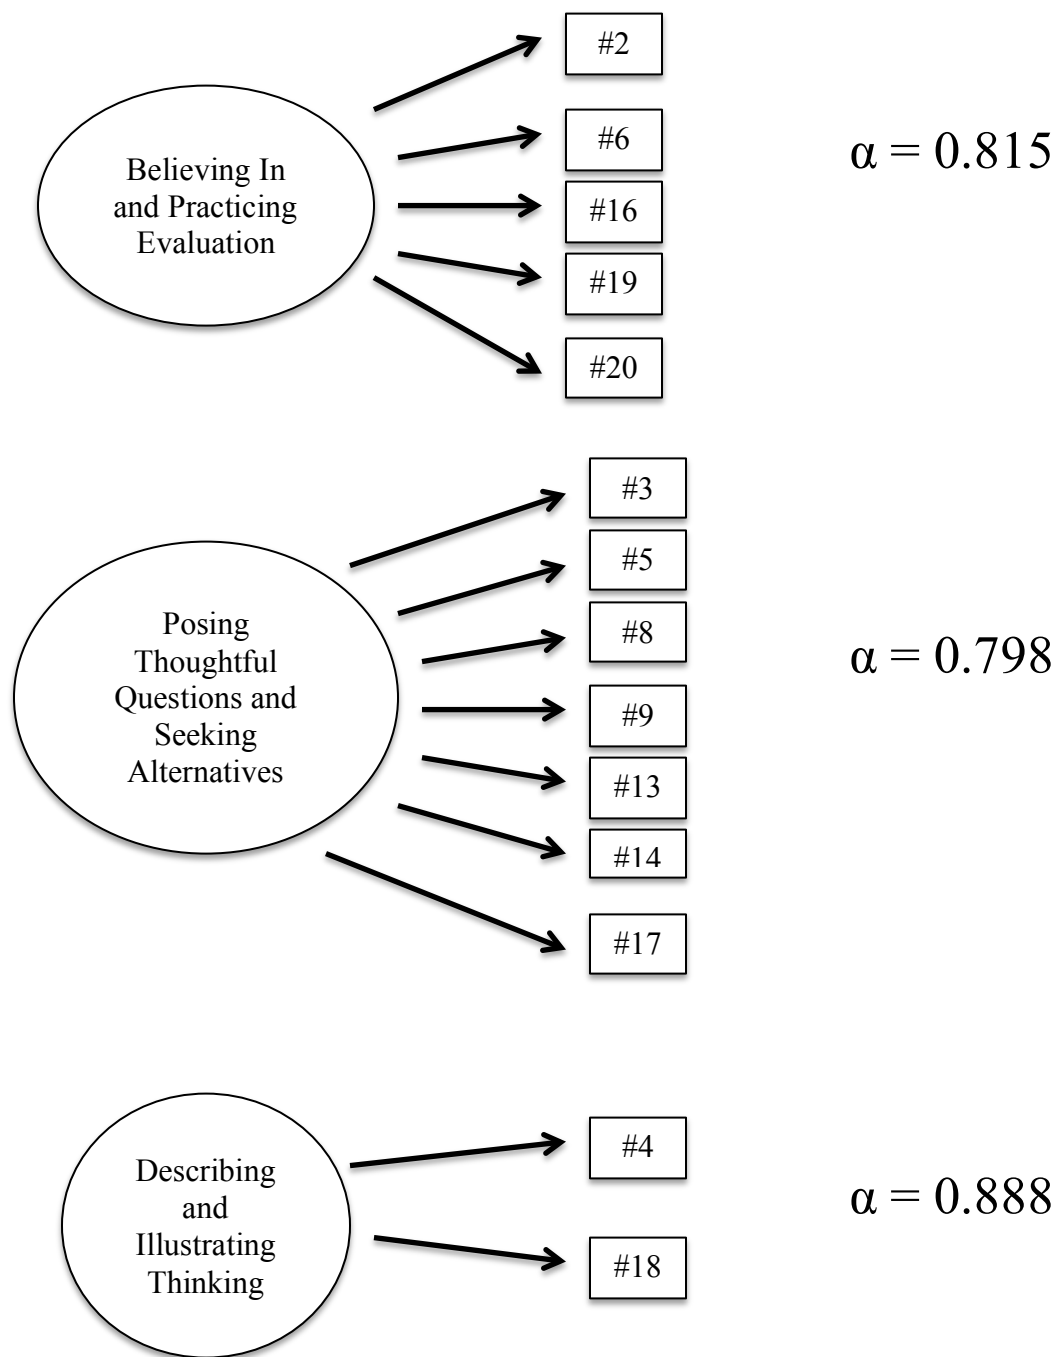 #2
#6
#16
#19
#20
Believing In
and Practicing
Evaluation
α = 0.815
#3
#5
#8
#9
#13
#14
#17
Posing
Thoughtful
Questions and
Seeking
Alternatives
α = 0.798
#4
#18
Describing
and
Illustrating
Thinking
α = 0.888